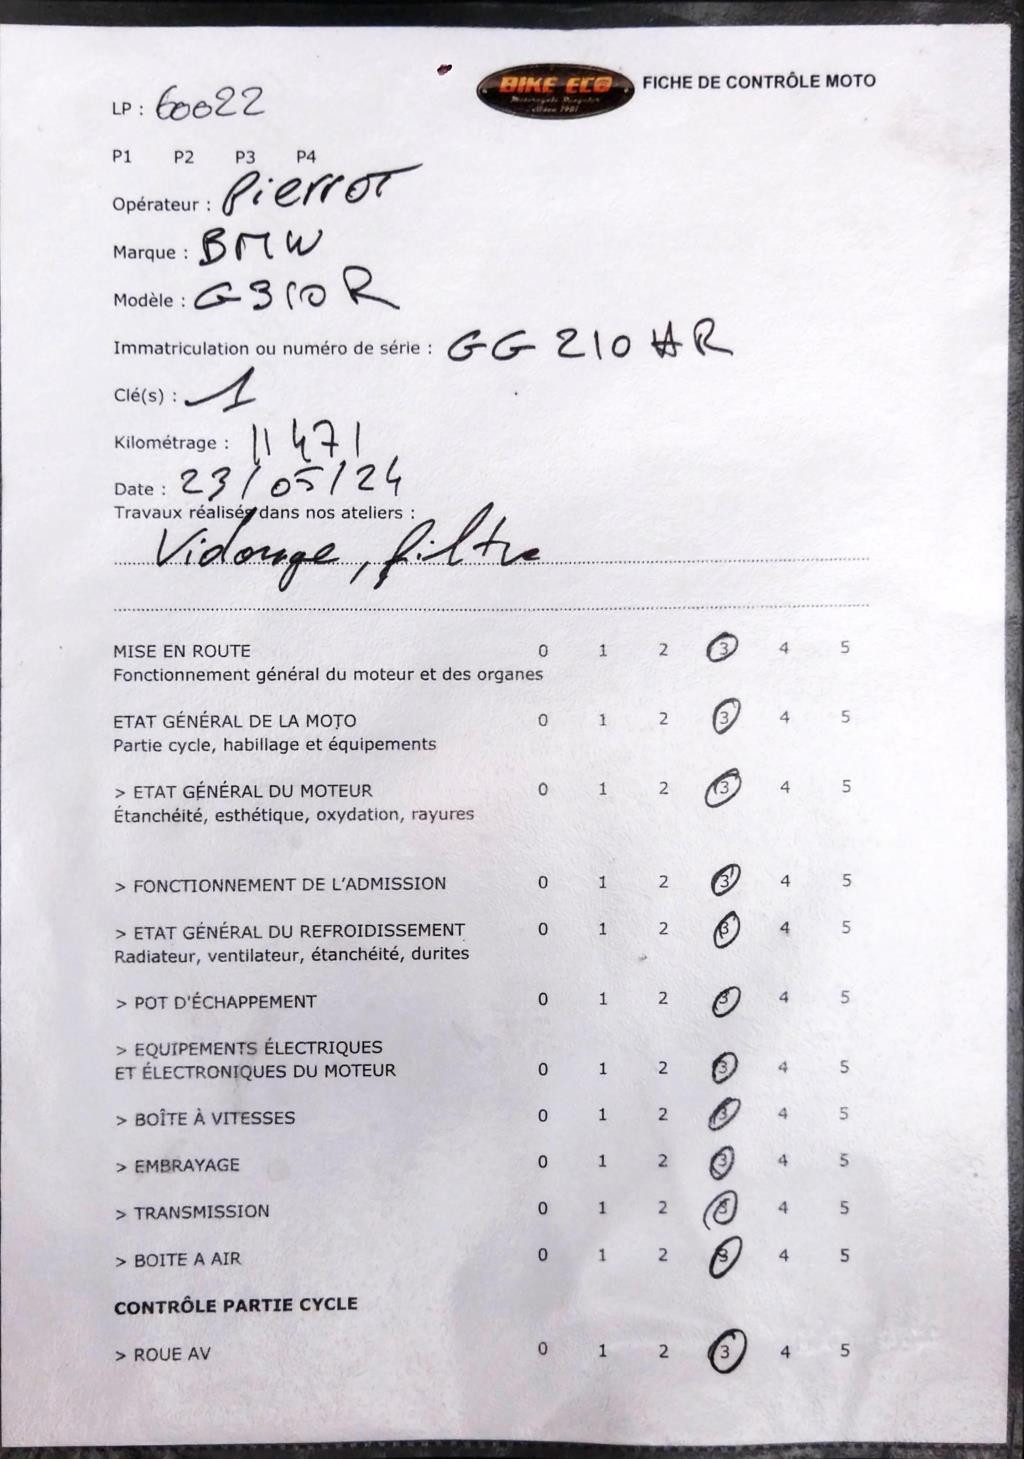 BIKE ECO
FICHE DE CONTRÔLE MOTO
LP : 60022
P1 P2 P3 P4
Opérateur : Pierrot
Marque : BMW
Modèle : G310R
Immatriculation ou numéro de série : GG 210 HR
Clé(s) : 1
Kilométrage : 11471
Date : 23/05/24
Travaux réalisés dans nos ateliers :
Vidange, filtre
MISE EN ROUTE 0 1 2 3 4 5
Fonctionnement général du moteur et des organes
ETAT GÉNÉRAL DE LA MOTO 0 1 2 3 4 5
Partie cycle, habillage et équipements
> ETAT GÉNÉRAL DU MOTEUR 0 1 2 3 4 5
Étanchéité, esthétique, oxydation, rayures
> FONCTIONNEMENT DE L'ADMISSION 0 1 2 3 4 5
> ETAT GÉNÉRAL DU REFROIDISSEMENT 0 1 2 3 4 5
Radiateur, ventilateur, étanchéité, durites
> POT D'ÉCHAPPEMENT 0 1 2 3 4 5
> EQUIPEMENTS ÉLECTRIQUES
ET ÉLECTRONIQUES DU MOTEUR 0 1 2 3 4 5
> BOÎTE À VITESSES 0 1 2 3 4 5
> EMBRAYAGE 0 1 2 3 4 5
> TRANSMISSION 0 1 2 3 4 5
> BOITE A AIR 0 1 2 3 4 5
CONTRÔLE PARTIE CYCLE
> ROUE AV 0 1 2 3 4 5